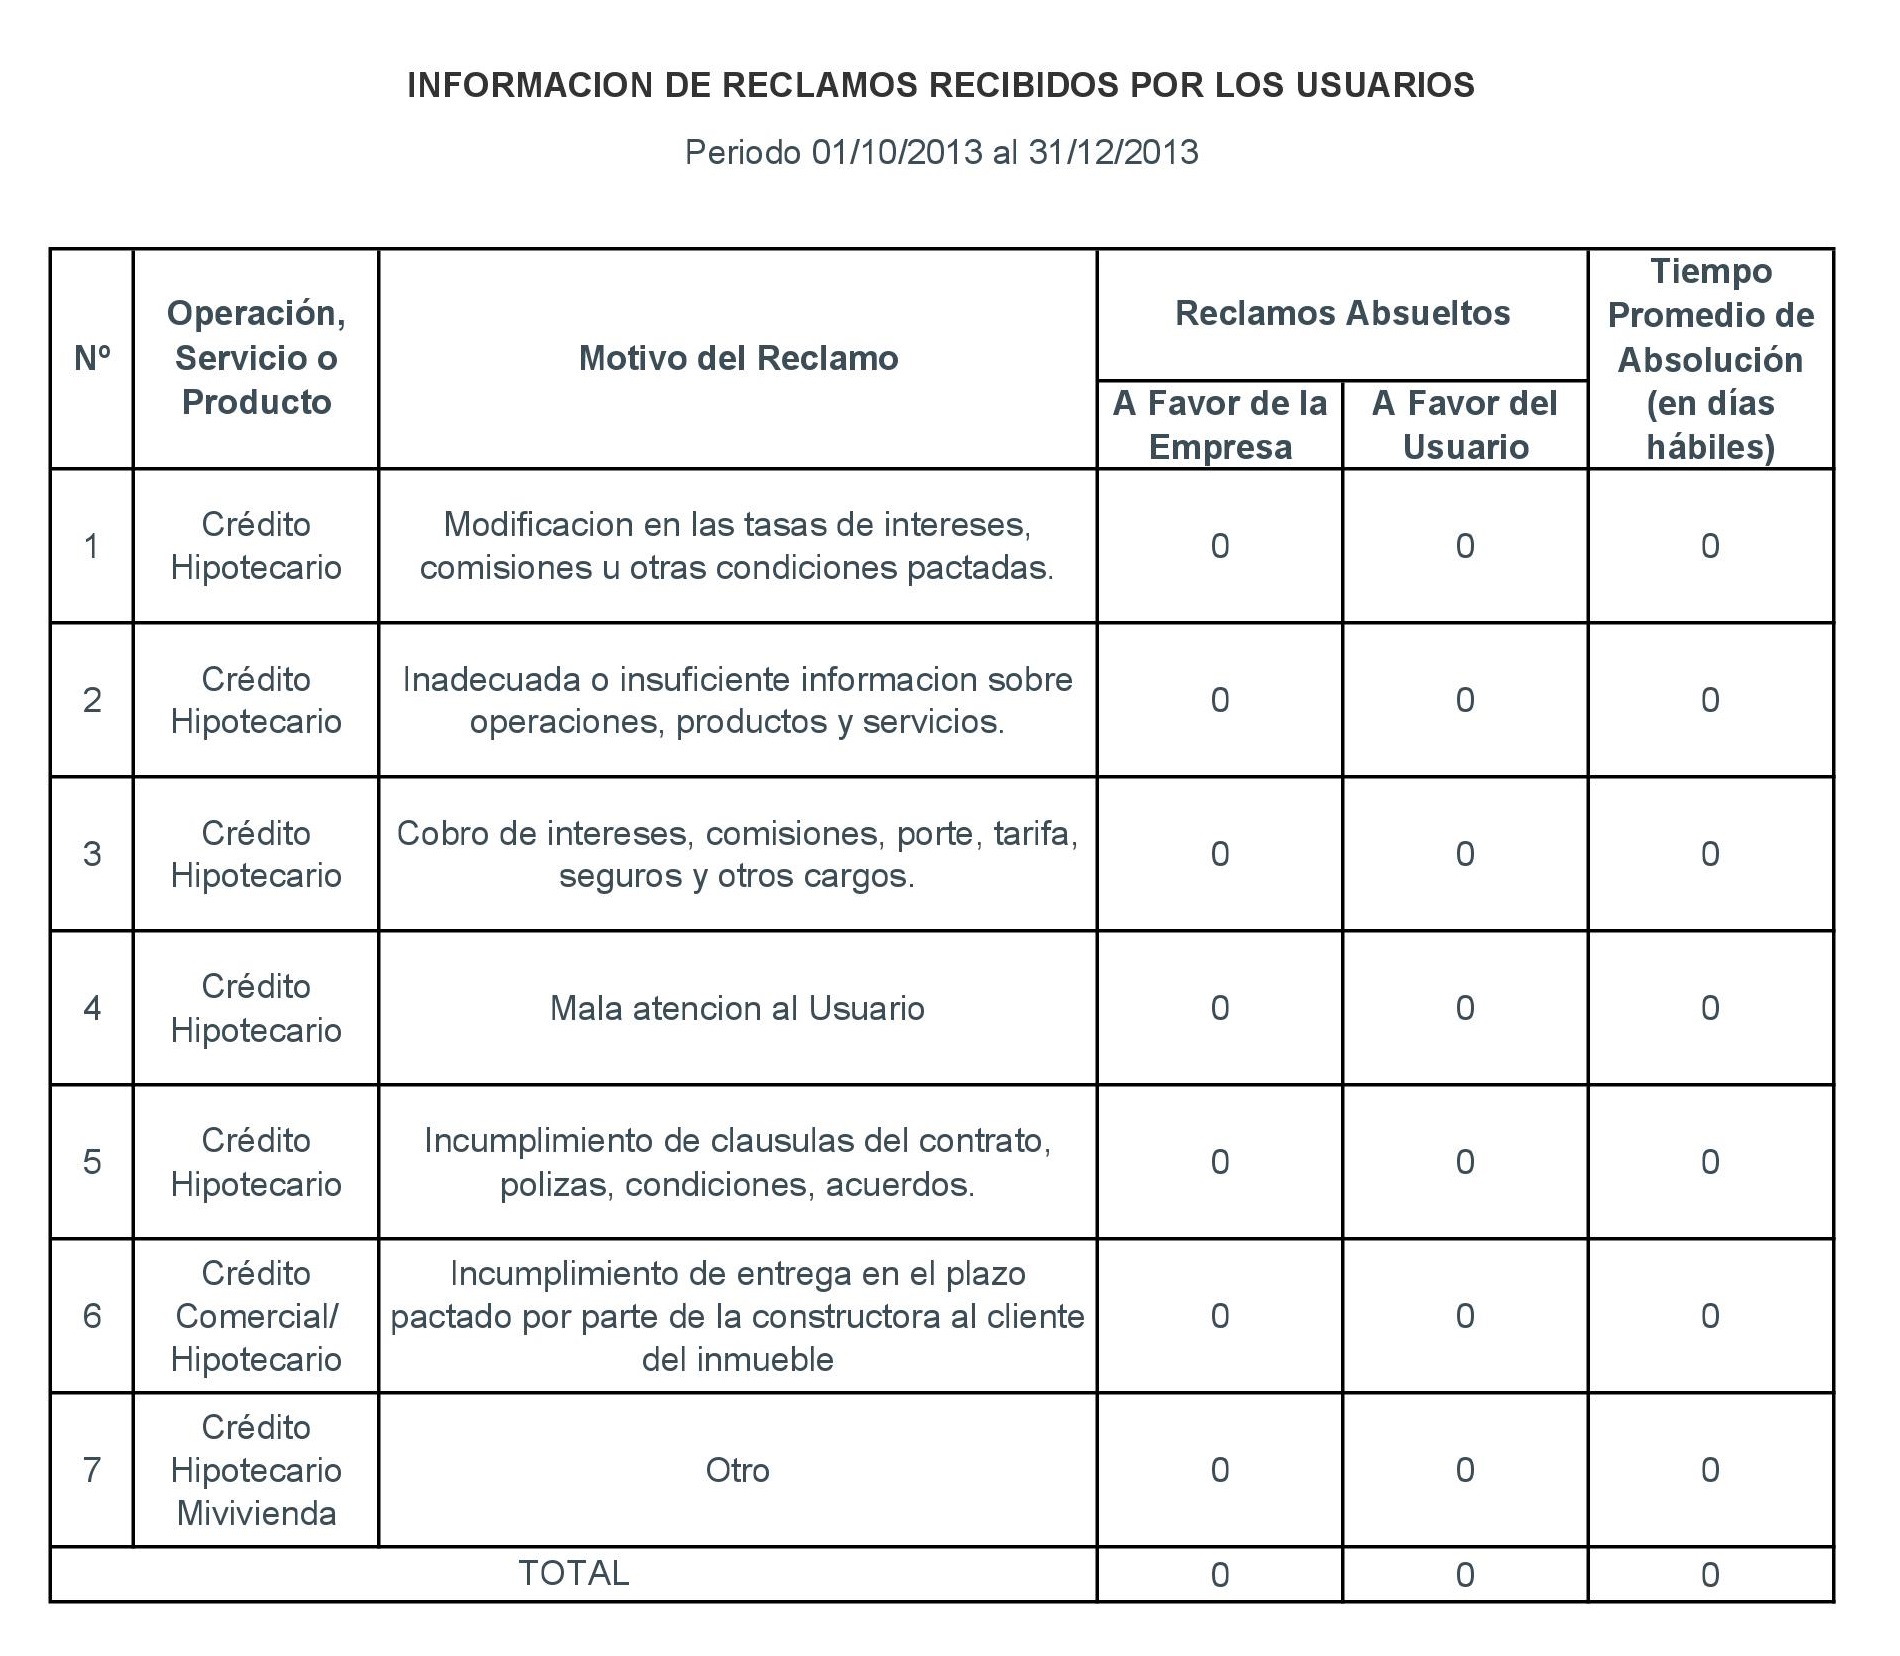 INFORMACION DE RECLAMOS RECIBIDOS POR LOS USUARIOS
Periodo 01/10/2013 al 31/12/2013
Nº
Operación,
Servicio o
Producto
Motivo del Reclamo
Reclamos Absueltos
A Favor de la
Empresa
A Favor del
Usuario
Tiempo
Promedio de
Absolución
(en días
hábiles)
1
Crédito
Hipotecario
Modificacion en las tasas de intereses,
comisiones u otras condiciones pactadas.
0
0
0
2
Crédito
Hipotecario
Inadecuada o insuficiente informacion sobre
operaciones, productos y servicios.
0
0
0
3
Crédito
Hipotecario
Cobro de intereses, comisiones, porte, tarifa,
seguros y otros cargos.
0
0
0
4
Crédito
Hipotecario
Mala atencion al Usuario
0
0
0
5
Crédito
Hipotecario
Incumplimiento de clausulas del contrato,
polizas, condiciones, acuerdos.
0
0
0
6
Crédito
Comercial/
Hipotecario
Incumplimiento de entrega en el plazo
pactado por parte de la constructora al cliente
del inmueble
0
0
0
7
Crédito
Hipotecario
Mivivienda
Otro
0
0
0
TOTAL
0
0
0